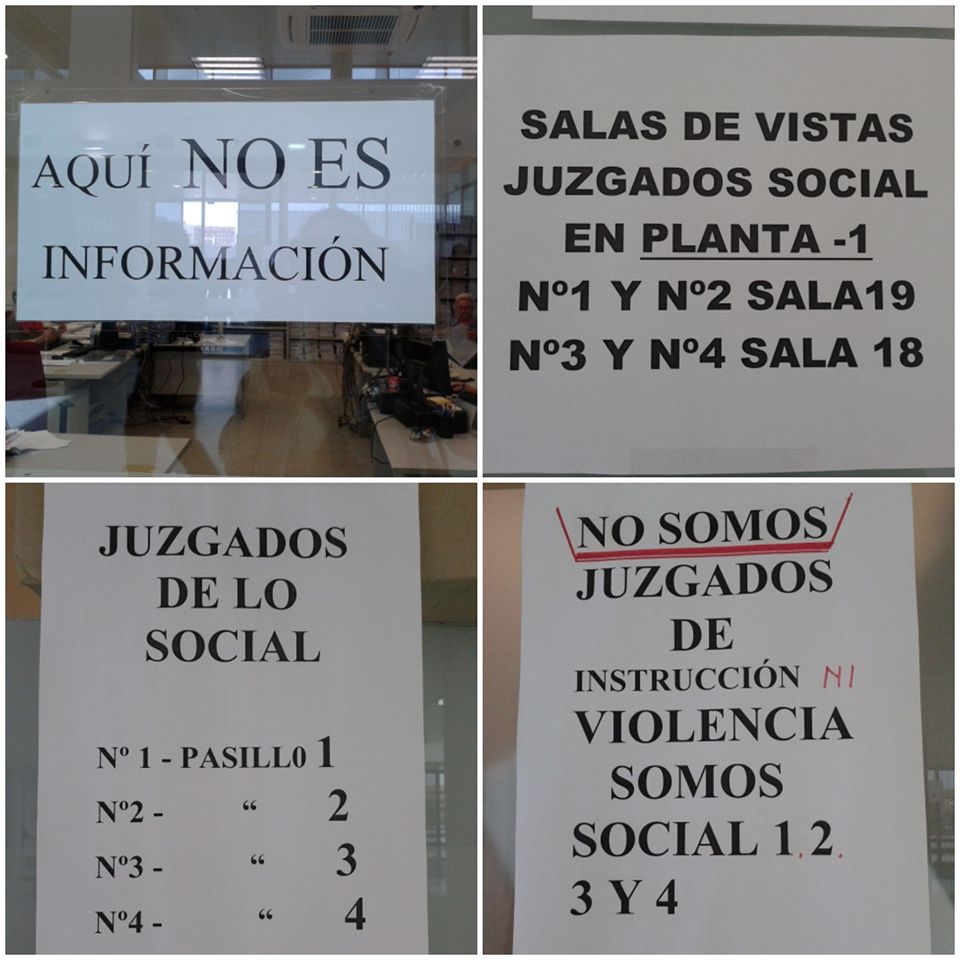 AQUÍ NO ES
INFORMACIÓN
SALAS DE VISTAS
JUZGADOS SOCIAL
EN PLANTA -1
Nº1 Y Nº2 SALA19
Nº3 Y Nº4 SALA 18
JUZGADOS
DE LO
SOCIAL
Nº 1 - PASILL0 1
Nº2 - “ 2
Nº3 - “ 3
Nº4 - “ 4
NO SOMOS
JUZGADOS
DE
INSTRUCCIÓN NI
VIOLENCIA
SOMOS
SOCIAL 1, 2.
3 Y 4